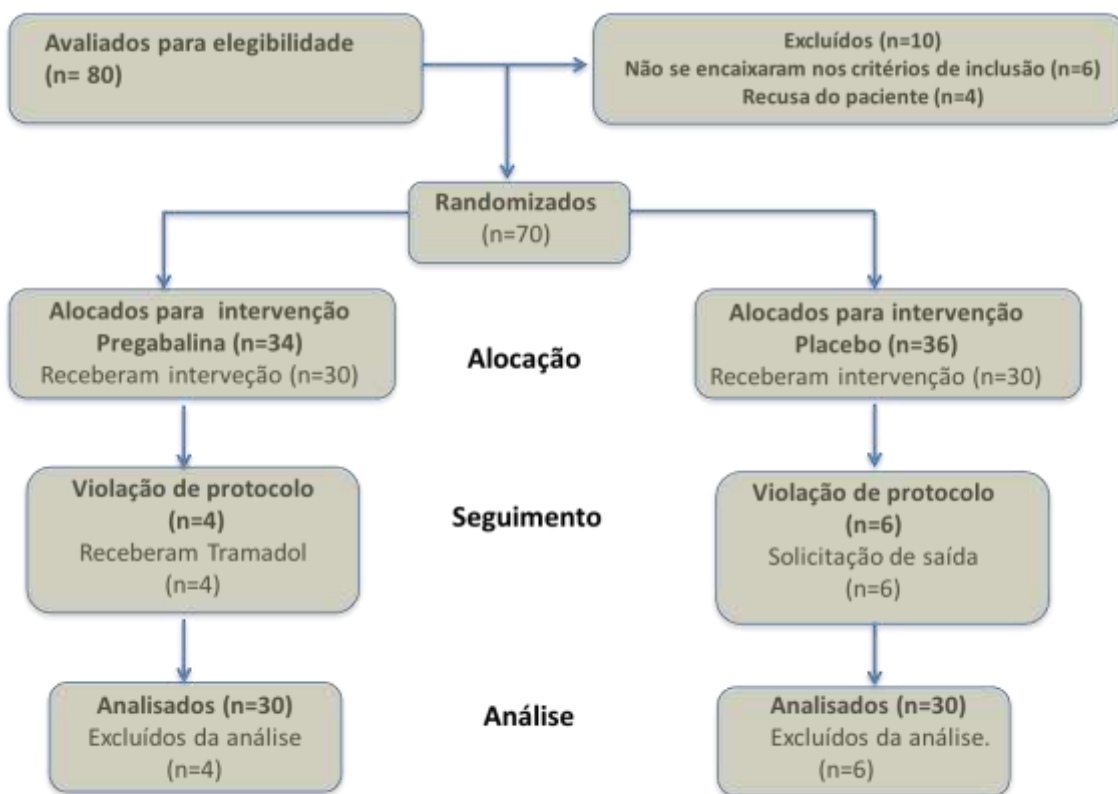 Avaliados para elegibilidade
(n= 80)
Excluídos (n=10)
Não se encaixaram nos critérios de inclusão (n=6)
Recusa do paciente (n=4)
Randomizados
(n=70)
Alocados para intervenção
Pregabalina (n=34)
Receberam interveção (n=30)
Alocação
Alocados para intervenção
Placebo (n=36)
Receberam intervenção (n=30)
Violação de protocolo
(n=4)
Receberam Tramadol
(n=4)
Seguimento
Violação de protocolo
(n=6)
Solicitação de saída
(n=6)
Analisados (n=30)
Excluídos da análise
(n=4)
Análise
Analisados (n=30)
Excluídos da análise.
(n=6)